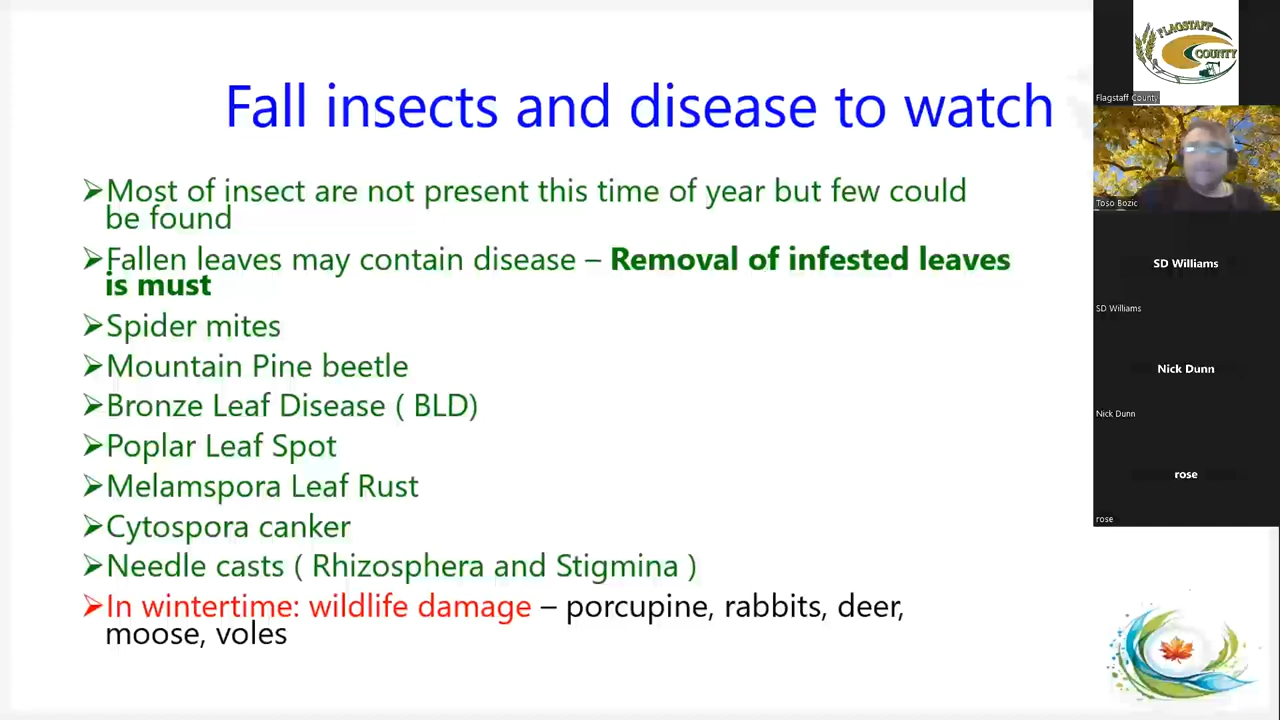 Fall insects and disease to watch
➢Most of insect are not present this time of year but few could
be found
➢Fallen leaves may contain disease – Removal of infested leaves
is must
➢Spider mites
➢Mountain Pine beetle
➢Bronze Leaf Disease ( BLD)
➢Poplar Leaf Spot
➢Melamspora Leaf Rust
➢Cytospora canker
➢Needle casts ( Rhizosphera and Stigmina )
➢In wintertime: wildlife damage – porcupine, rabbits, deer,
moose, voles
FLAGSTAFF
COUNTY
Flagstaff County
Toso Bozic
SD Williams
SD Williams
Nick Dunn
Nick Dunn
rose
rose